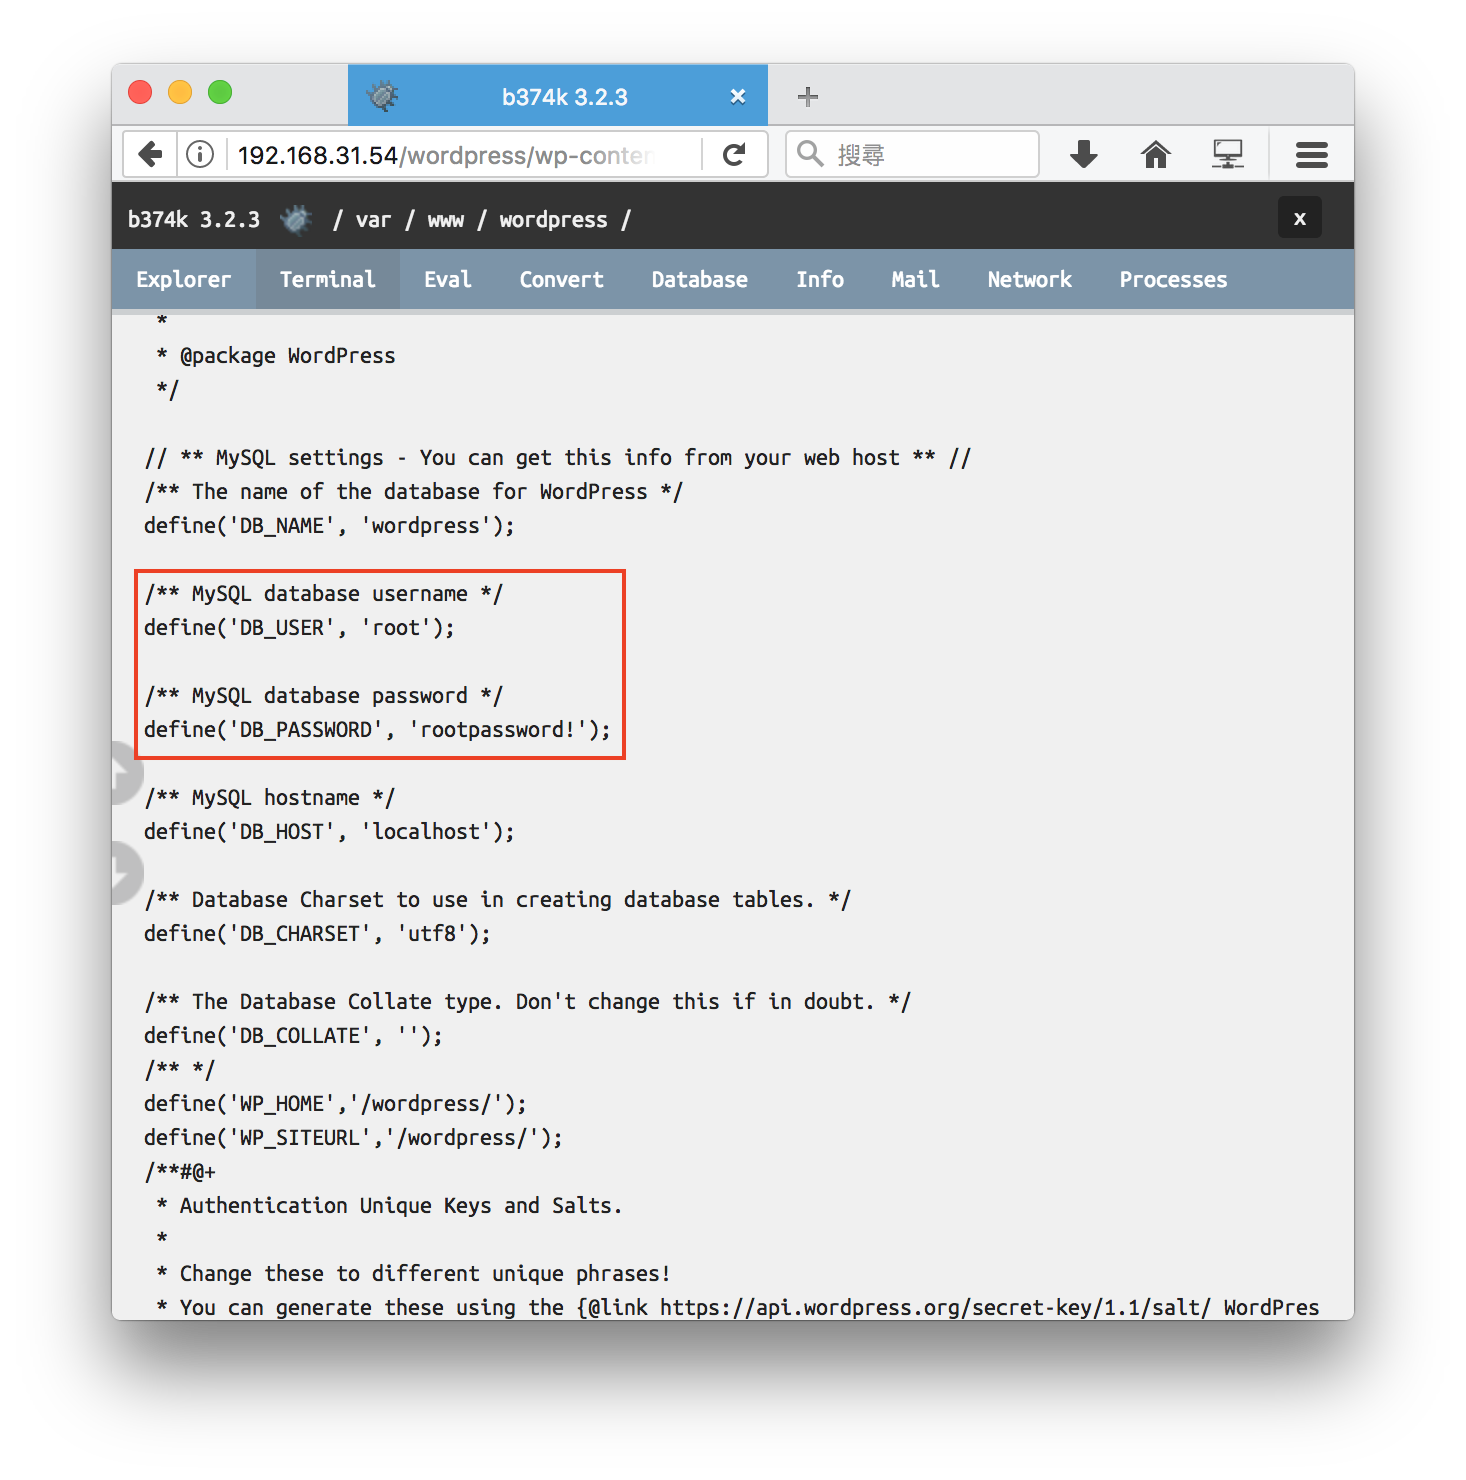 b374k 3.2.3
192.168.31.54/wordpress/wp-conten
搜尋
b374k 3.2.3 / var / www / wordpress / x
Explorer Terminal Eval Convert Database Info Mail Network Processes
*
* @package WordPress
*/
// ** MySQL settings - You can get this info from your web host ** //
/** The name of the database for WordPress */
define('DB_NAME', 'wordpress');
/** MySQL database username */
define('DB_USER', 'root');
/** MySQL database password */
define('DB_PASSWORD', 'rootpassword!');
/** MySQL hostname */
define('DB_HOST', 'localhost');
/** Database Charset to use in creating database tables. */
define('DB_CHARSET', 'utf8');
/** The Database Collate type. Don't change this if in doubt. */
define('DB_COLLATE', '');
/** */
define('WP_HOME','/wordpress/');
define('WP_SITEURL','/wordpress/');
/**#@+
* Authentication Unique Keys and Salts.
*
* Change these to different unique phrases!
* You can generate these using the {@link https://api.wordpress.org/secret-key/1.1/salt/ WordPres